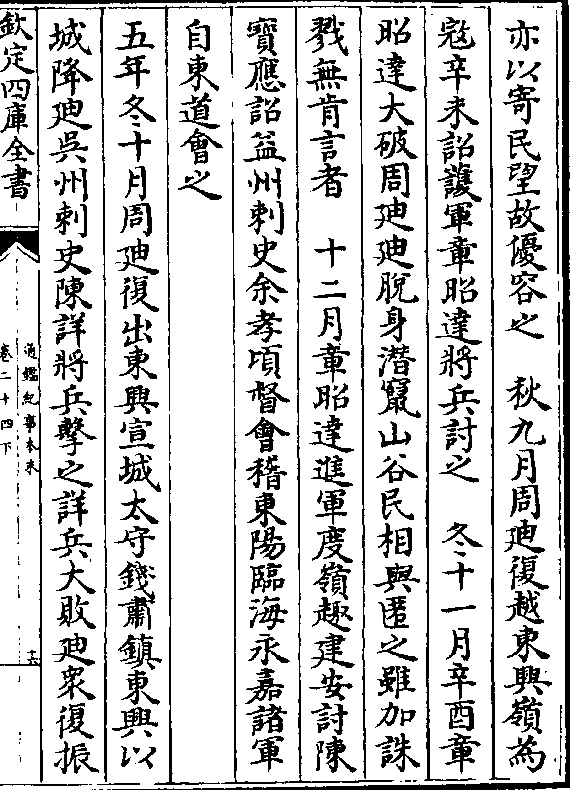 亦以寄民望故優容之　秋九月周廸復越東興嶺為
冦辛未詔護軍章昭達將兵討之　冬十一月辛酉章
昭達大破周廸廸脫身潜竄山谷民相與匿之雖加誅
戮無肯言者　十二月章昭達進軍度嶺趣建安討陳
寶應詔益州刺史余孝頃督會稽東陽臨海永嘉諸軍
自東道會之
五年冬十月周廸復出東興宣城太守錢肅鎮東興以
城降廸吳州刺史陳詳將兵擊之詳兵大敗廸衆復振
欽定四庫全書
通鑑紀事本末
卷二十四下
十六